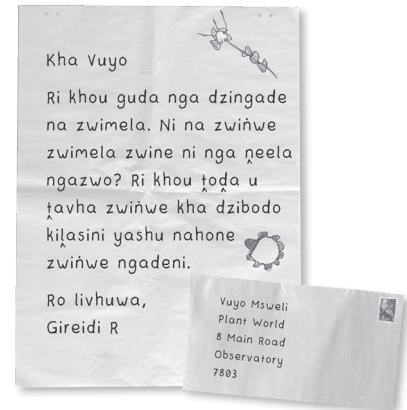 Kha Vuyo
Ri khou guda nga dzingade
na zwimela. Ni na zwiṅwe
zwimela zwine ni nga ṋeela
ngazwo? Ri khou ṱoḓa u
ṱavha zwiṅwe kha dzibodo
kiḽasini yashu nahone
zwiṅwe ngadeni.
Ro livhuwa,
Gireidi R
Vuyo Msweli
Plant World
8 Main Road
Observatory
7803